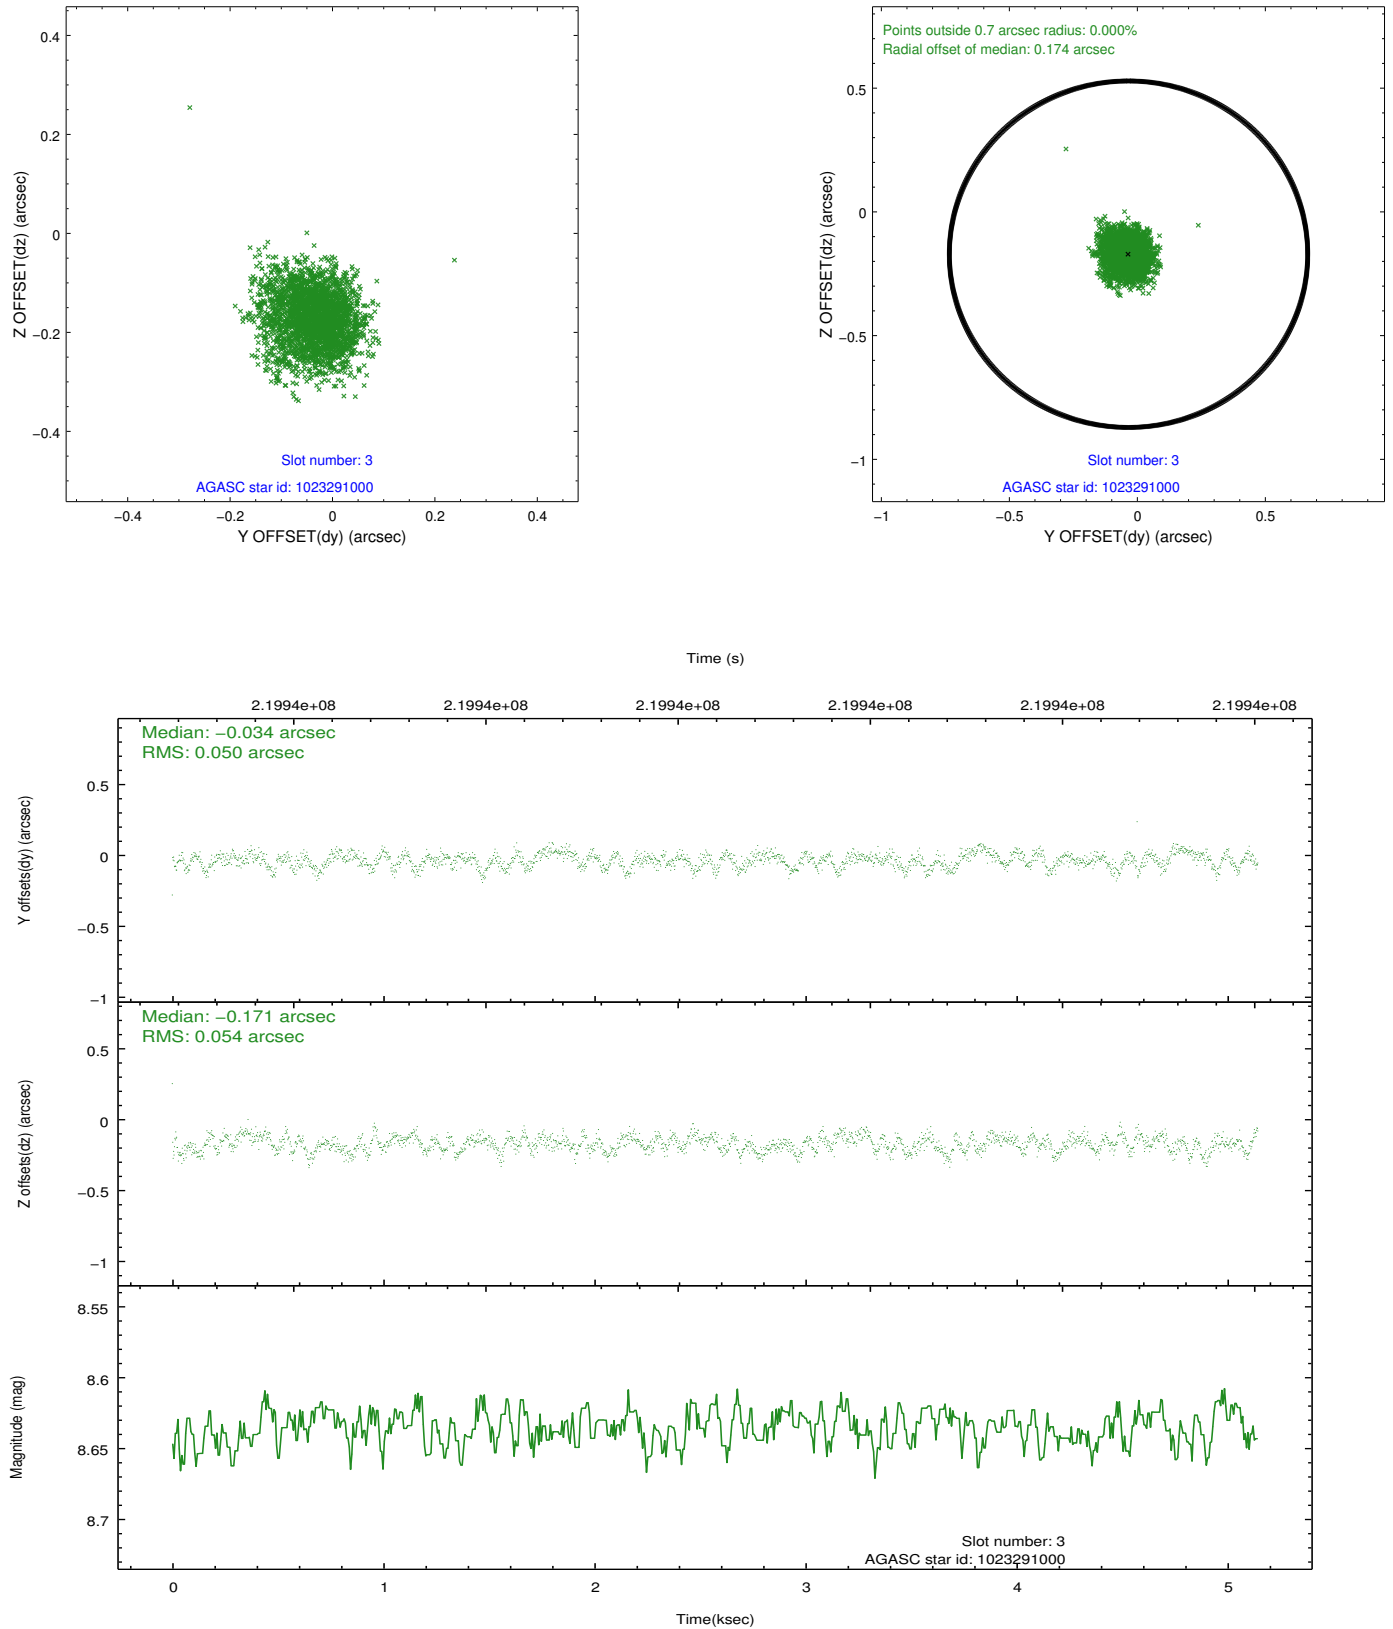 0.4
0.2
0
−0.2
−0.4
Z OFFSET(dz) (arcsec)
Slot number: 3
AGASC star id: 1023291000
−0.4 −0.2 0 0.2 0.4
Y OFFSET(dy) (arcsec)
Points outside 0.7 arcsec radius: 0.000%
Radial offset of median: 0.174 arcsec
0.5
0
−0.5
−1
Z OFFSET(dz) (arcsec)
Slot number: 3
AGASC star id: 1023291000
−1 −0.5 0 0.5
Y OFFSET(dy) (arcsec)
Time (s)
2.1994e+08 2.1994e+08 2.1994e+08 2.1994e+08 2.1994e+08 2.1994e+08
Median: −0.034 arcsec
RMS: 0.050 arcsec
0.5
0
−0.5
−1
Y offsets(dy) (arcsec)
Median: −0.171 arcsec
RMS: 0.054 arcsec
0.5
0
−0.5
−1
Z offsets(dz) (arcsec)
8.55
8.6
8.65
8.7
Magnitude (mag)
Slot number: 3
AGASC star id: 1023291000
0 1 2 3 4 5
Time(ksec)